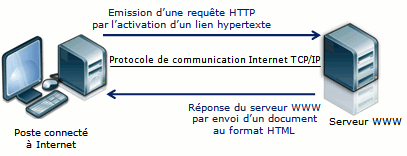 Emission d'une requête HTTP
par l'activation d'un lien hypertexte
Protocole de communication Internet TCP/IP
Réponse du serveur WWW
par envoi d'un document
au format HTML
Poste connecté
à Internet
Serveur WWW